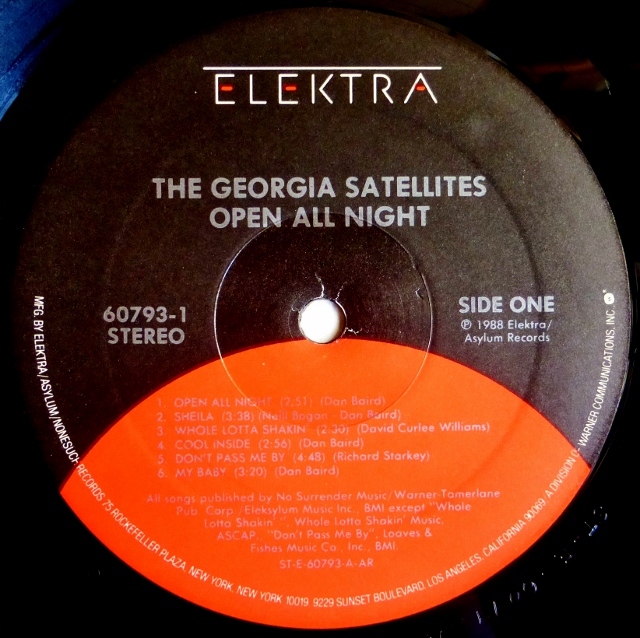 ELEKTRA
THE GEORGIA SATELLITES
OPEN ALL NIGHT
60793-1
STEREO
SIDE ONE
℗ 1988 Elektra/
Asylum Records
1. OPEN ALL NIGHT (2:51) (Dan Baird)
2. SHEILA (3:38) (Neill Bogan - Dan Baird)
3. WHOLE LOTTA SHAKIN' (2:30) (David Curlee Williams)
4. COOL INSIDE (2:56) (Dan Baird)
5. DON'T PASS ME BY (4:48) (Richard Starkey)
6. MY BABY (3:20) (Dan Baird)
All songs published by No Surrender Music/Warner-Tamerlane
Pub. Corp./Eleksylum Music Inc., BMI except "Whole
Lotta Shakin'", Whole Lotta Shakin' Music,
ASCAP. "Don't Pass Me By", Loaves &
Fishes Music Co., Inc., BMI.
ST-E-60793-A-AR
MFG. BY ELEKTRA/ASYLUM/NONESUCH RECORDS 75 ROCKEFELLER PLAZA, NEW YORK, NEW YORK 10019 9229 SUNSET BOULEVARD, LOS ANGELES, CALIFORNIA 90069 A DIVISION OF WARNER COMMUNICATIONS, INC.